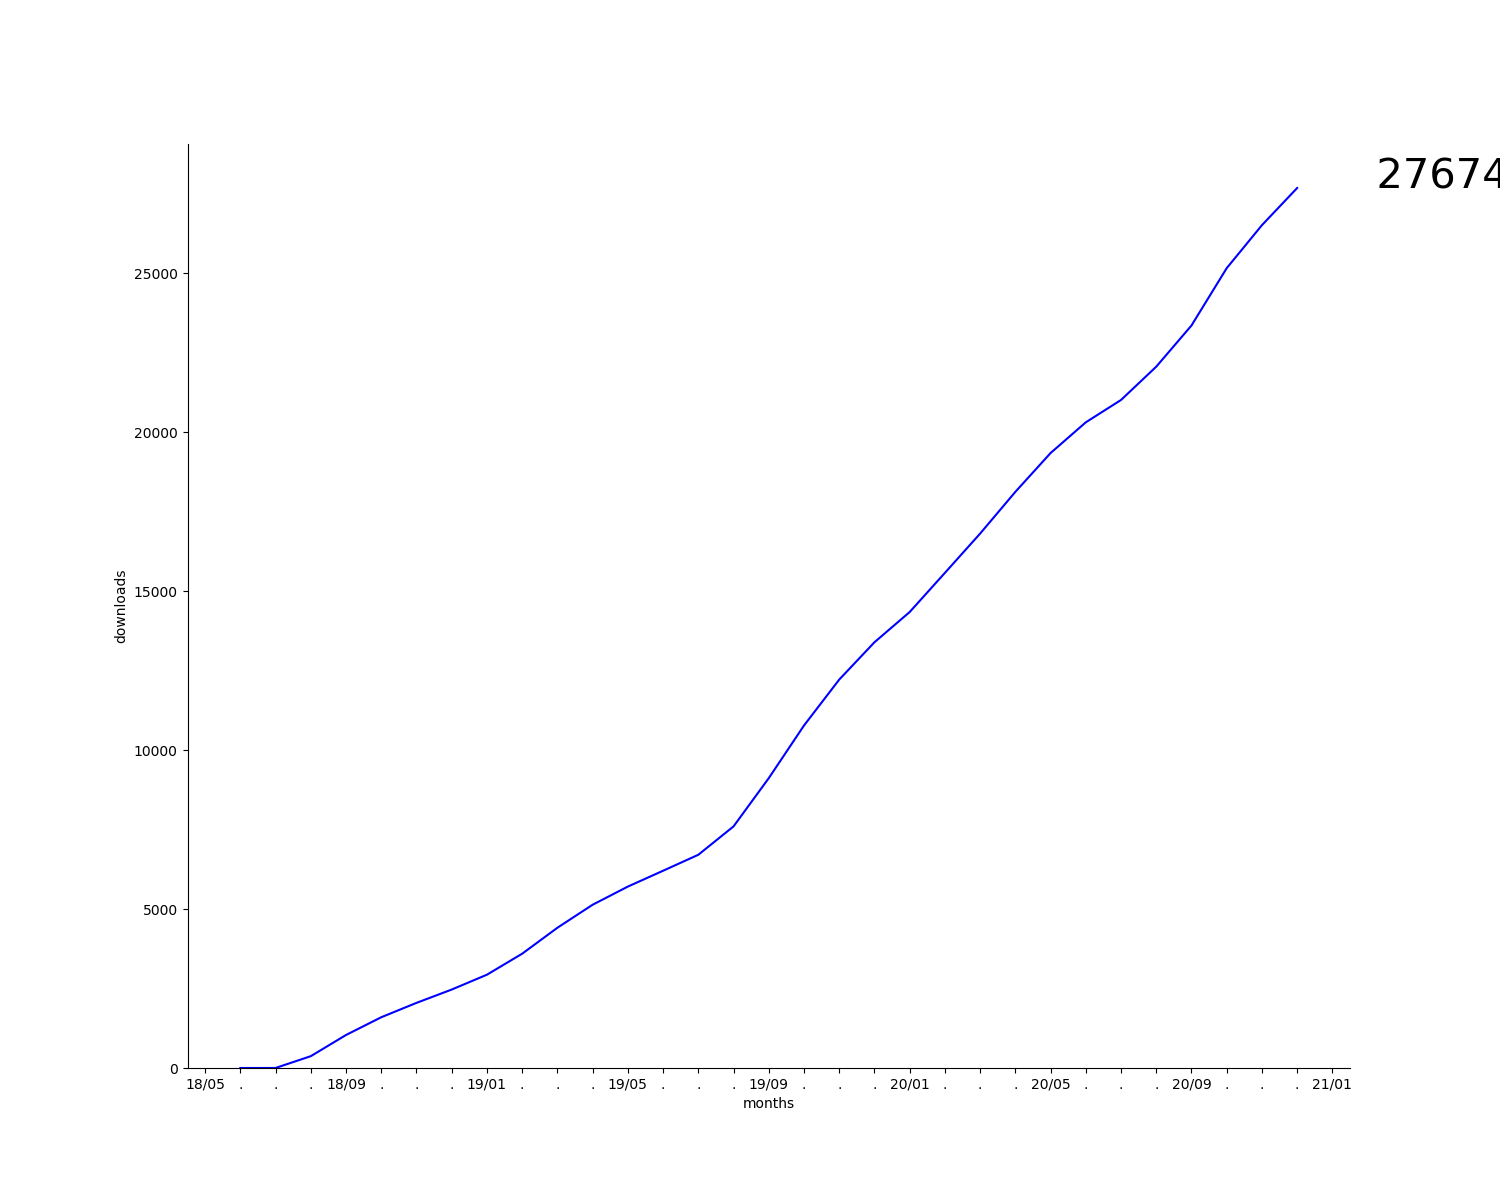 27674
25000
20000
15000
10000
5000
0
downloads
18/05 . . . 18/09 . . . 19/01 . . . 19/05 . . . 19/09 . . . 20/01 . . . 20/05 . . . 20/09 . . . 21/01
months